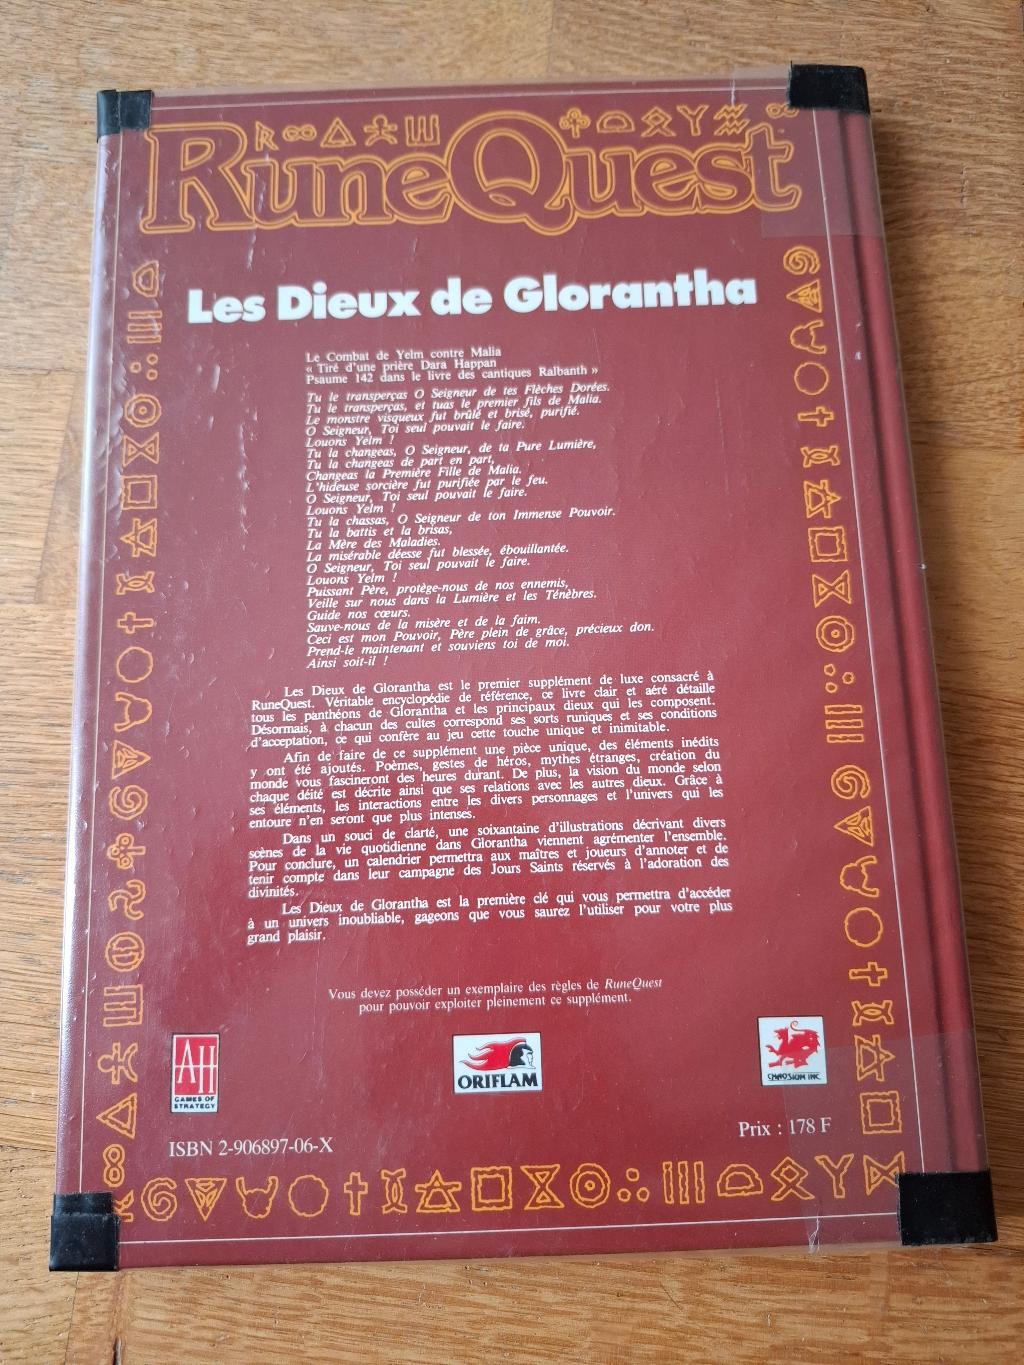 RuneQuest
Les Dieux de Glorantha
Le Combat de Yelm contre Malia
« Tiré d'une prière Dara Happan
Psaume 142 dans le livre des cantiques Ralbanth »
Tu le transperças O Seigneur de tes Flèches Dorées.
Tu le transperças, et tuas le premier fils de Malia.
Le monstre visqueux fut brûlé et brisé, purifié.
O Seigneur, Toi seul pouvait le faire.
Louons Yelm !
Tu la changeas, O Seigneur, de ta Pure Lumière,
Tu la changeas de part en part,
Changeas la Première Fille de Malia.
L'hideuse sorcière fut purifiée par le feu.
O Seigneur, Toi seul pouvait le faire.
Louons Yelm !
Tu la chassas, O Seigneur de ton Immense Pouvoir.
Tu la battis et la brisas,
La Mère des Maladies.
La misérable déesse fut blessée, ébouillantée.
O Seigneur, Toi seul pouvait le faire.
Louons Yelm !
Puissant Père, protège-nous de nos ennemis,
Veille sur nous dans la Lumière et les Ténèbres.
Guide nos cœurs.
Sauve-nous de la misère et de la faim.
Ceci est mon Pouvoir, Père plein de grâce, précieux don.
Prend-le maintenant et souviens toi de moi.
Ainsi soit-il !
Les Dieux de Glorantha est le premier supplément de luxe consacré à
RuneQuest. Véritable encyclopédie de référence, ce livre clair et aéré détaille
tous les panthéons de Glorantha et les principaux dieux qui les composent.
Désormais, à chacun des cultes correspond ses sorts runiques et ses conditions
d'acceptation, ce qui confère au jeu cette touche unique et inimitable.
Afin de faire de ce supplément une pièce unique, des éléments inédits
y ont été ajoutés. Poèmes, gestes de héros, mythes étranges, création du
monde vous fascineront des heures durant. De plus, la vision du monde selon
chaque déité est décrite ainsi que ses relations avec les autres dieux. Grâce à
ses éléments, les interactions entre les divers personnages et l'univers qui les
entoure n'en seront que plus intenses.
Dans un souci de clarté, une soixantaine d'illustrations décrivant divers
scènes de la vie quotidienne dans Glorantha viennent agrémenter l'ensemble.
Pour conclure, un calendrier permettra aux maîtres et joueurs d'annoter et de
tenir compte dans leur campagne des Jours Saints réservés à l'adoration des
divinités.
Les Dieux de Glorantha est la première clé qui vous permettra d'accéder
à un univers inoubliable, gageons que vous saurez l'utiliser pour votre plus
grand plaisir.
Vous devez posséder un exemplaire des règles de RuneQuest
pour pouvoir exploiter pleinement ce supplément.
AH
GAMES OF
STRATEGY
ORIFLAM
CHAOSIUM INC.
ISBN 2-906897-06-X
Prix : 178 F